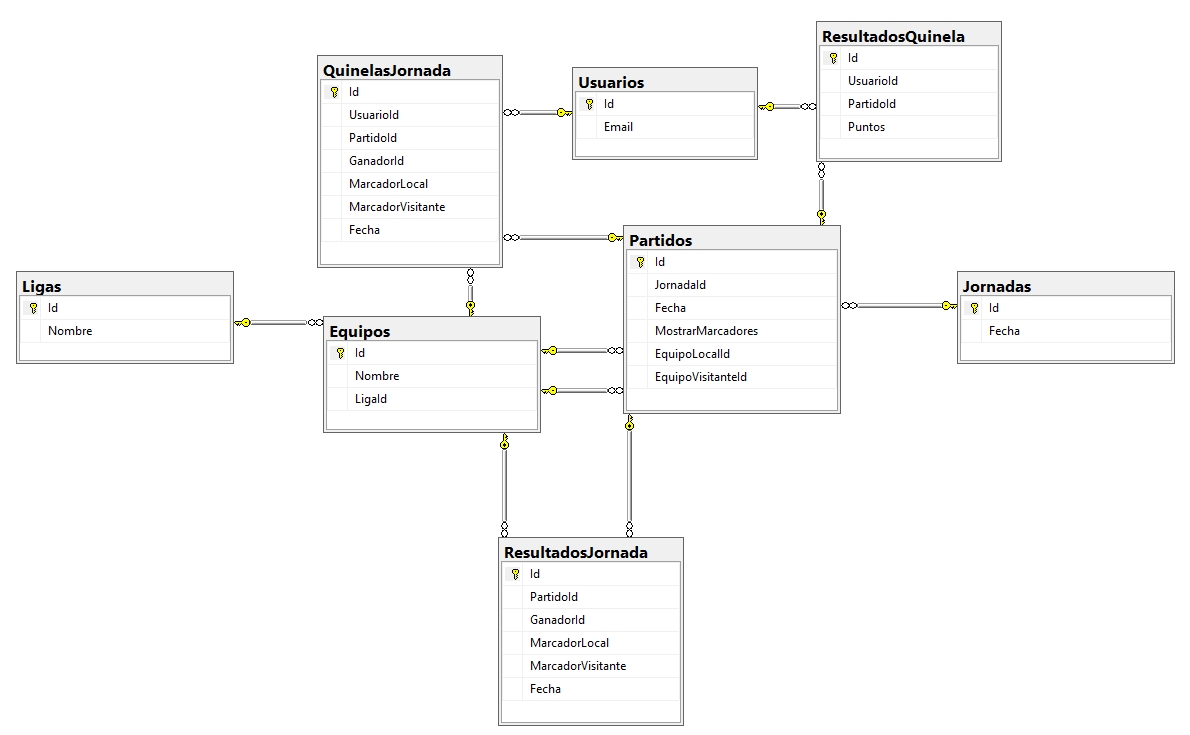 ResultadosQuinela
Id
UsuarioId
PartidoId
Puntos
QuinelasJornada
Id
UsuarioId
PartidoId
GanadorId
MarcadorLocal
MarcadorVisitante
Fecha
Usuarios
Id
Email
Partidos
Id
JornadaId
Fecha
MostrarMarcadores
EquipoLocalId
EquipoVisitanteId
Ligas
Id
Nombre
Jornadas
Id
Fecha
Equipos
Id
Nombre
LigaId
ResultadosJornada
Id
PartidoId
GanadorId
MarcadorLocal
MarcadorVisitante
Fecha